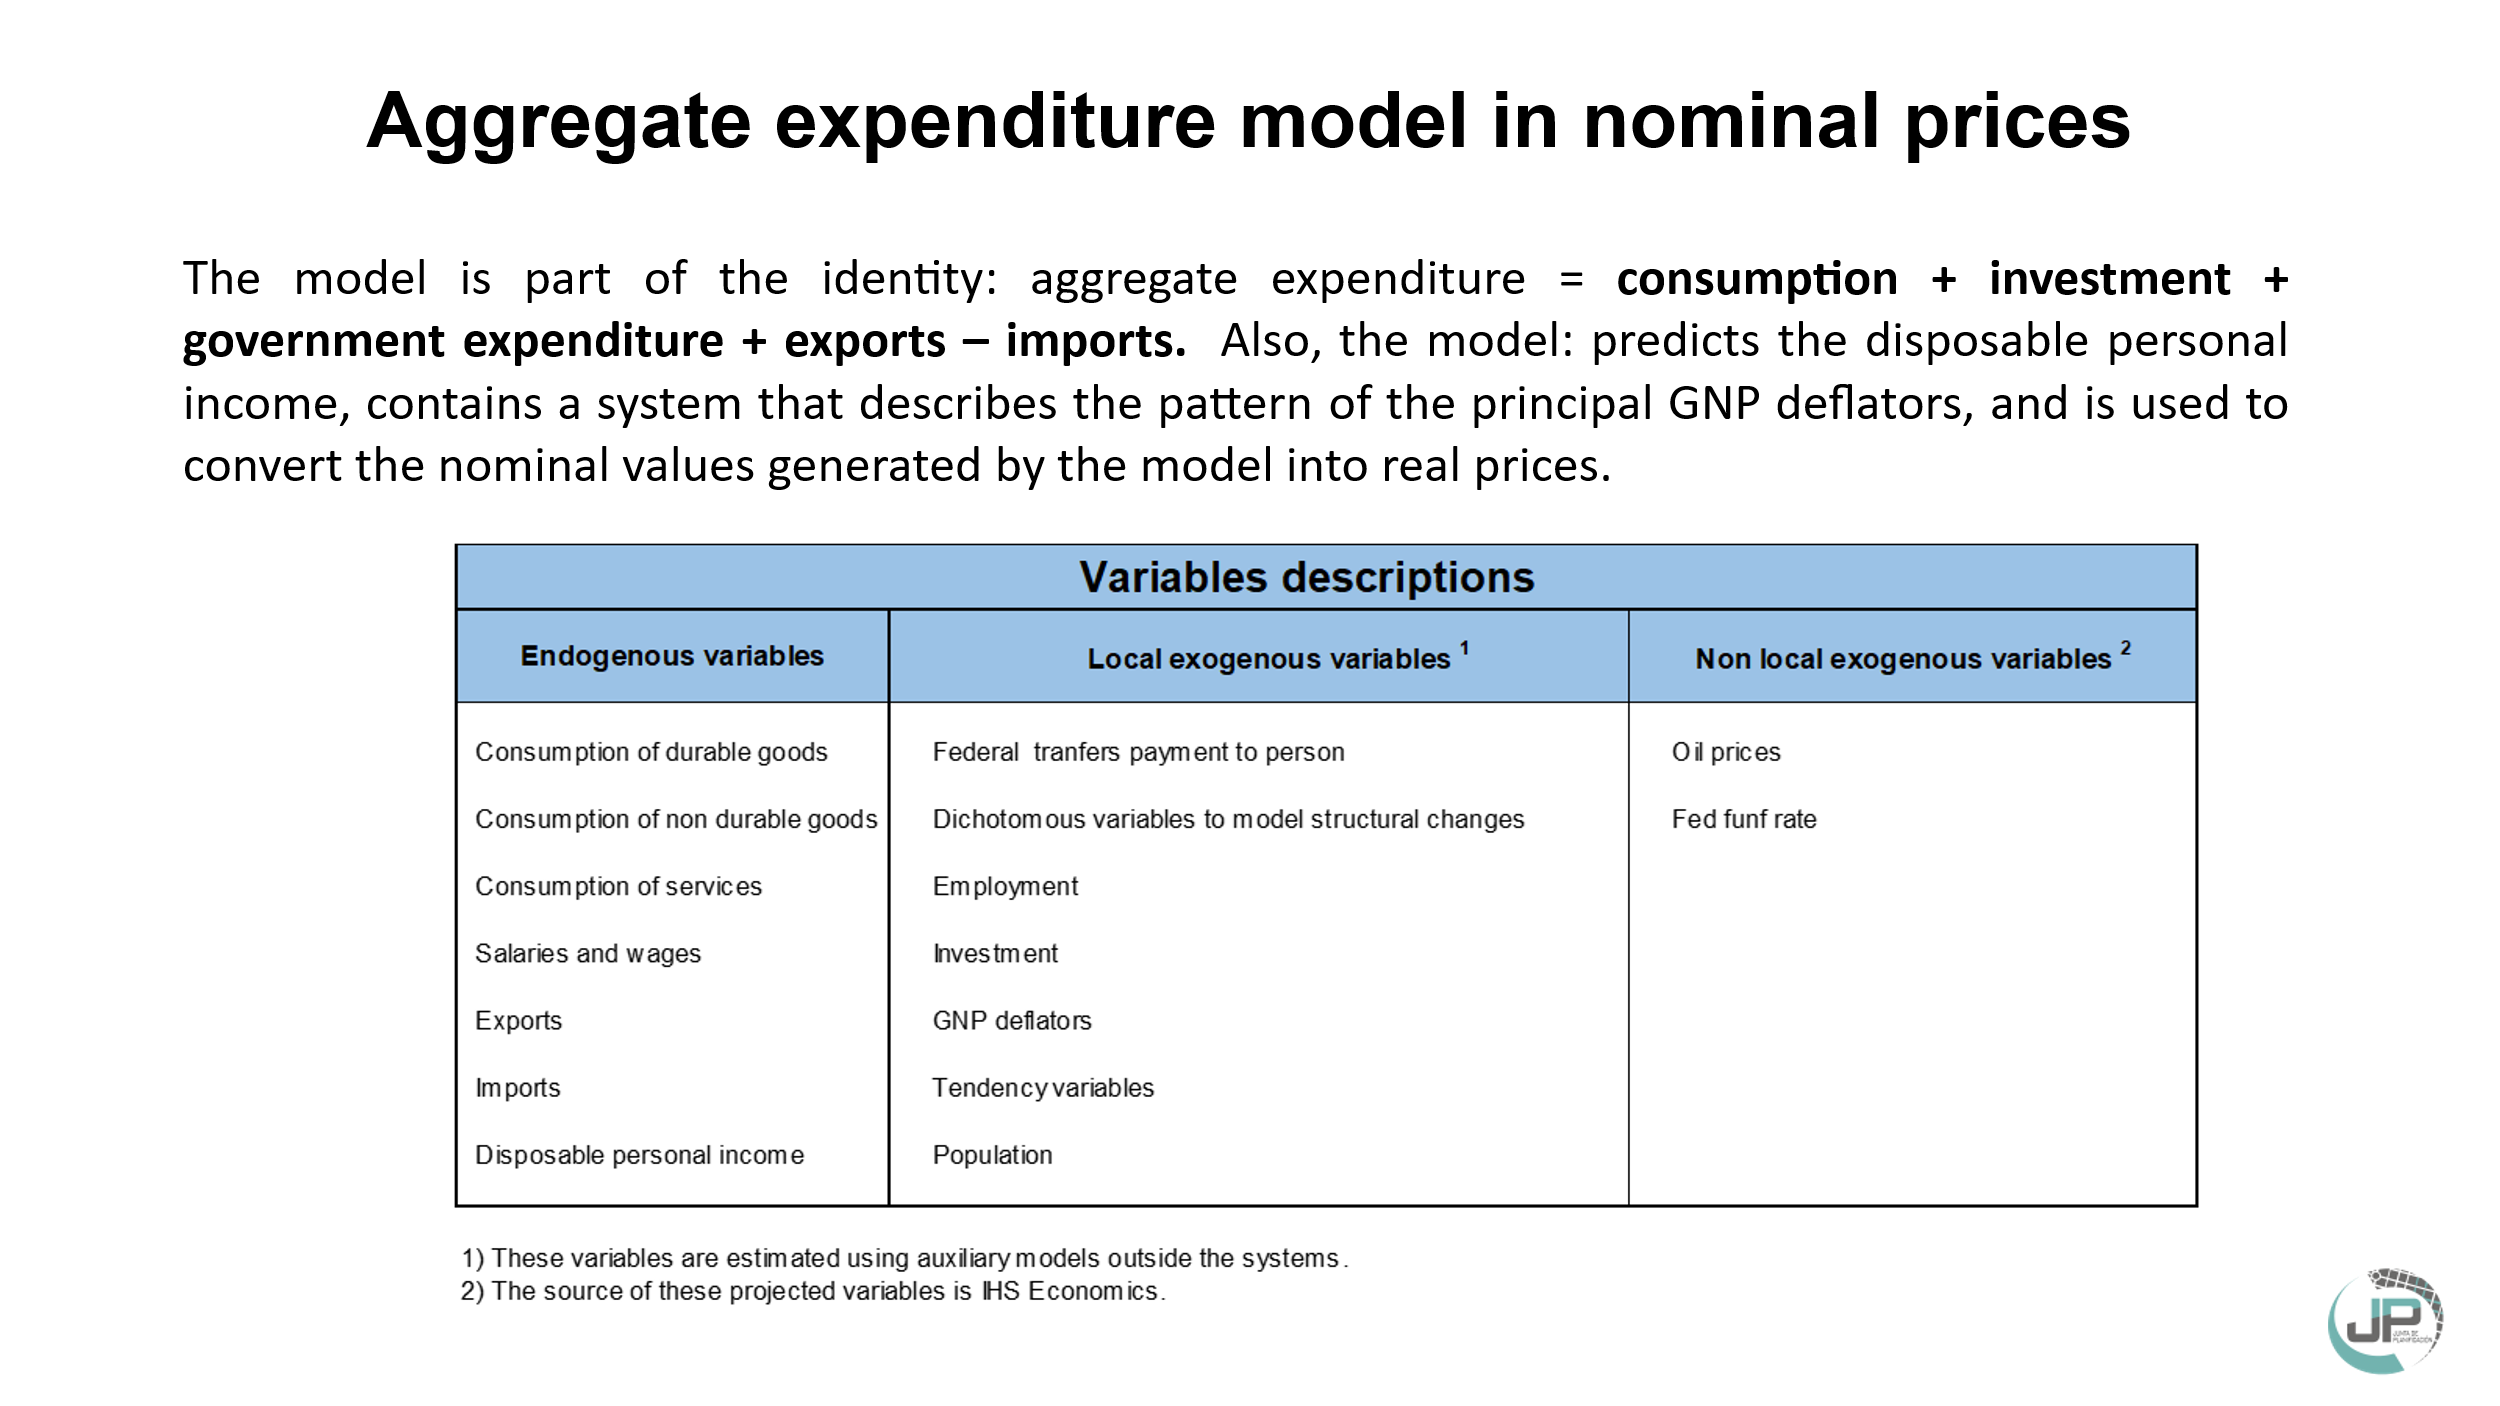 Aggregate expenditure model in nominal prices
The model is part of the identity: aggregate expenditure = consumption + investment +
government expenditure + exports – imports. Also, the model: predicts the disposable personal
income, contains a system that describes the pattern of the principal GNP deflators, and is used to
convert the nominal values generated by the model into real prices.
Variables descriptions
Endogenous variables
Local exogenous variables 1
Non local exogenous variables 2
Consumption of durable goods
Federal tranfers payment to person
Oil prices
Consumption of non durable goods
Dichotomous variables to model structural changes
Fed funf rate
Consumption of services
Employment
Salaries and wages
Investment
Exports
GNP deflators
Imports
Tendency variables
Disposable personal income
Population
1) These variables are estimated using auxiliary models outside the systems.
2) The source of these projected variables is IHS Economics.
JP
JUNTA DE
PLANIFICACIÓN